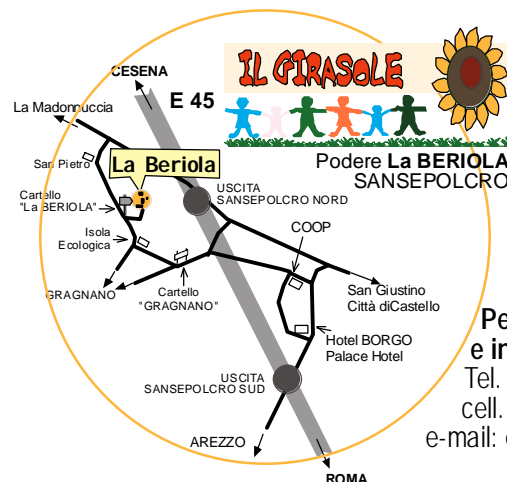 IL GIRASOLE
CESENA
E 45
La Madonnuccia
Podere La BERIOLA
SANSEPOLCRO
San Pietro
La Beriola
Cartello
"La BERIOLA"
USCITA
SANSEPOLCRO NORD
Isola
Ecologica
COOP
GRAGNANO
Cartello
"GRAGNANO"
San Giustino
Città diCastello
Hotel BORGO
Palace Hotel
USCITA
SANSEPOLCRO SUD
AREZZO
ROMA
Pe
e in
Tel.
cell.
e-mail: